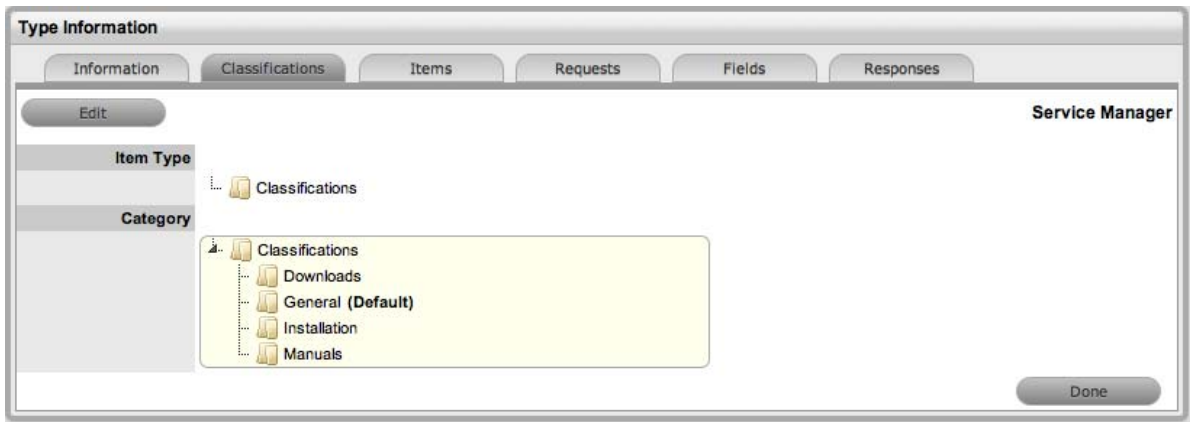 Type Information
Information Classifications Items Requests Fields Responses
Edit Service Manager
Item Type
Classifications
Category
Classifications
Downloads
General (Default)
Installation
Manuals
Done